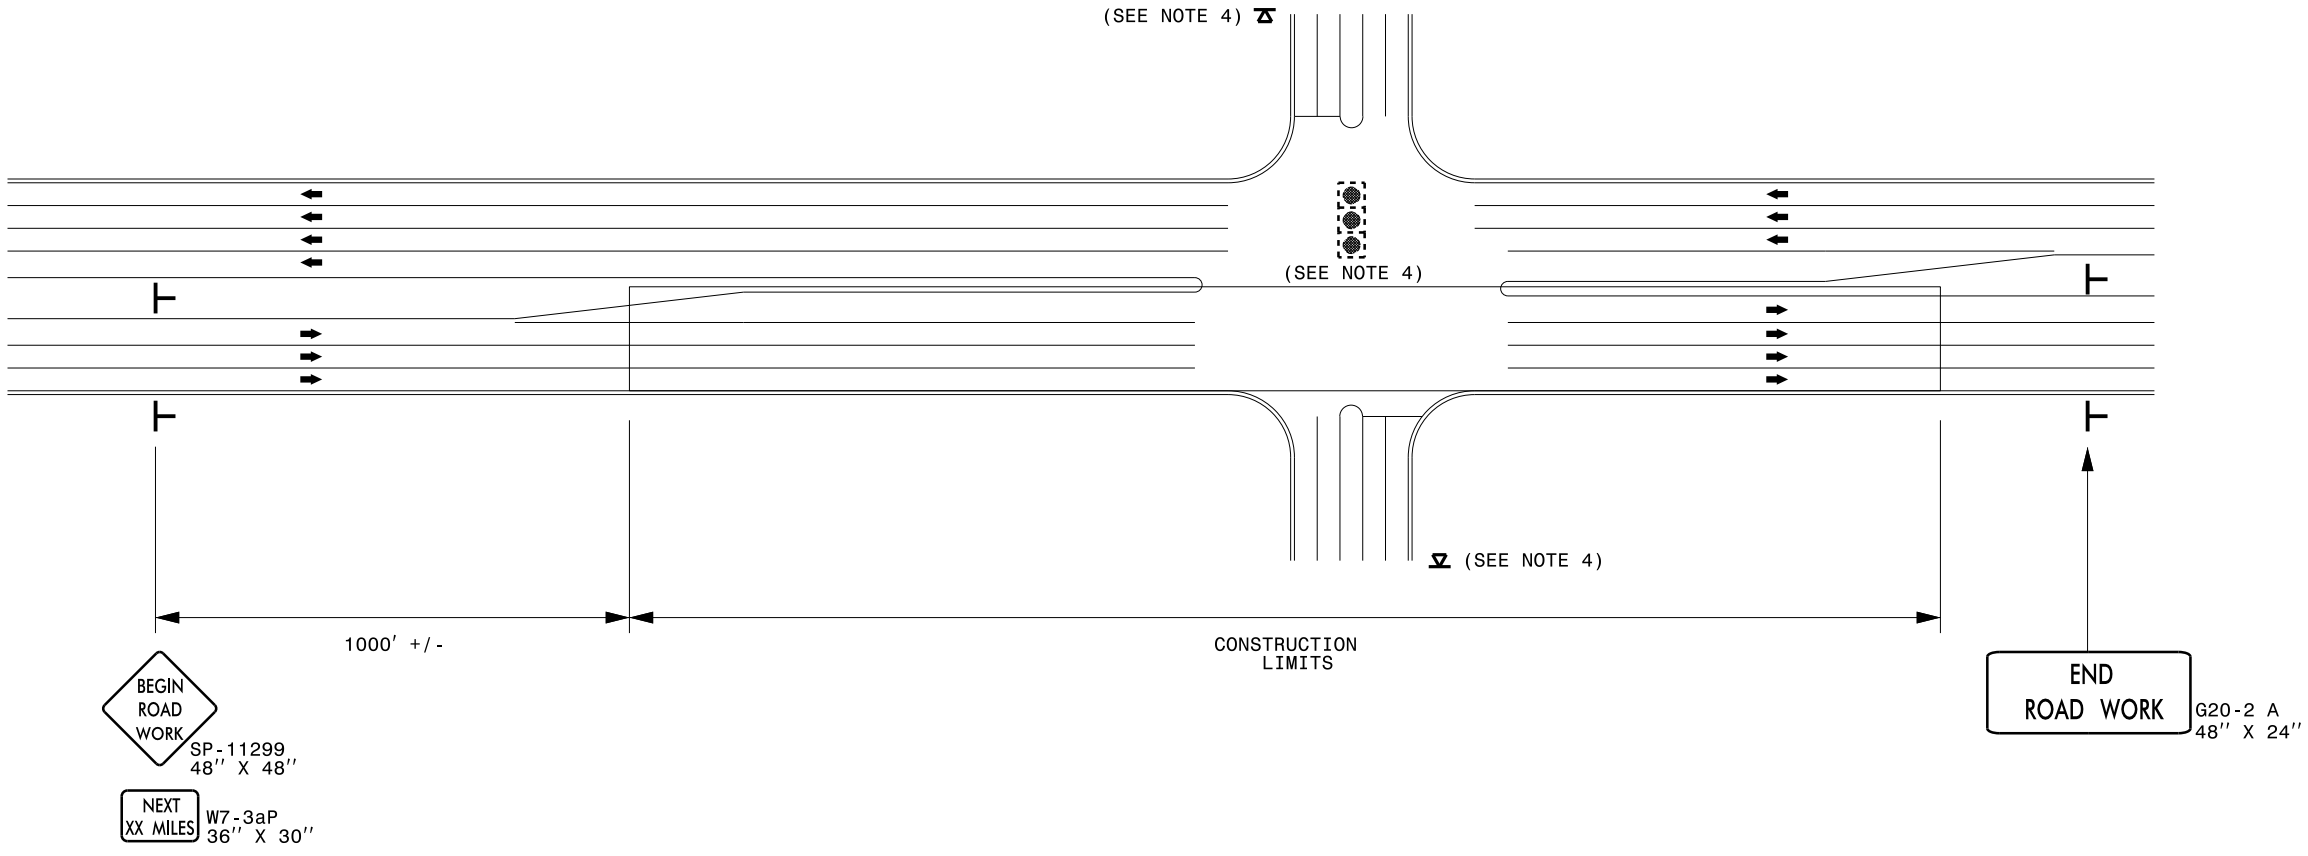 (SEE NOTE 4)
(SEE NOTE 4)
(SEE NOTE 4)
1000' +/-
CONSTRUCTION
LIMITS
BEGIN
ROAD
WORK
SP-11299
48'' X 48''
NEXT
XX MILES
W7-3aP
36'' X 30''
END
ROAD WORK
G20-2 A
48'' X 24''